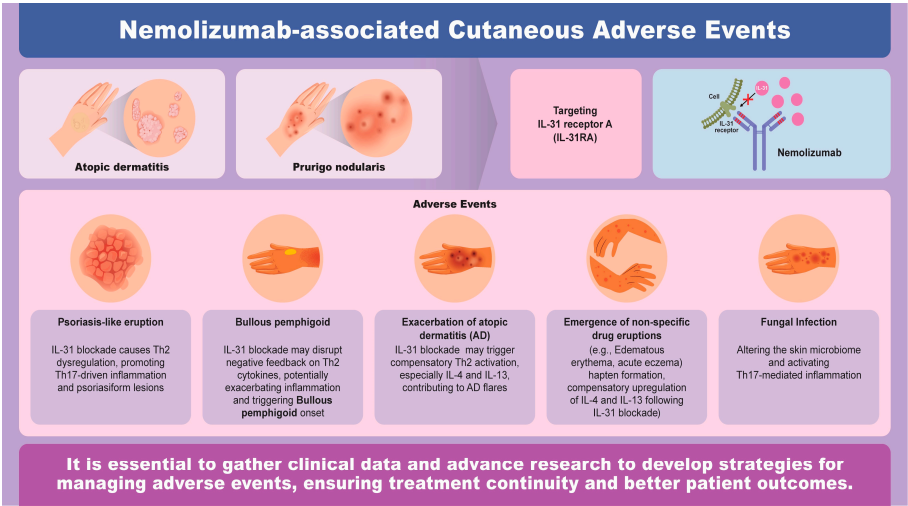 Nemolizumab-associated Cutaneous Adverse Events
Atopic dermatitis
Prurigo nodularis
Targeting
IL-31 receptor A
(IL-31RA)
Cell
IL-31
IL-31
receptor
Nemolizumab
Adverse Events
Psoriasis-like eruption
IL-31 blockade causes Th2
dysregulation, promoting
Th17-driven inflammation
and psoriasiform lesions
Bullous pemphigoid
IL-31 blockade may disrupt
negative feedback on Th2
cytokines, potentially
exacerbating inflammation
and triggering Bullous
pemphigoid onset
Exacerbation of atopic
dermatitis (AD)
IL-31 blockade may trigger
compensatory Th2 activation,
especially IL-4 and IL-13,
contributing to AD flares
Emergence of non-specific
drug eruptions
(e.g., Edematous
erythema, acute eczema)
hapten formation,
compensatory upregulation
of IL-4 and IL-13 following
IL-31 blockade)
Fungal Infection
Altering the skin microbiome
and activating
Th17-mediated inflammation
It is essential to gather clinical data and advance research to develop strategies for
managing adverse events, ensuring treatment continuity and better patient outcomes.